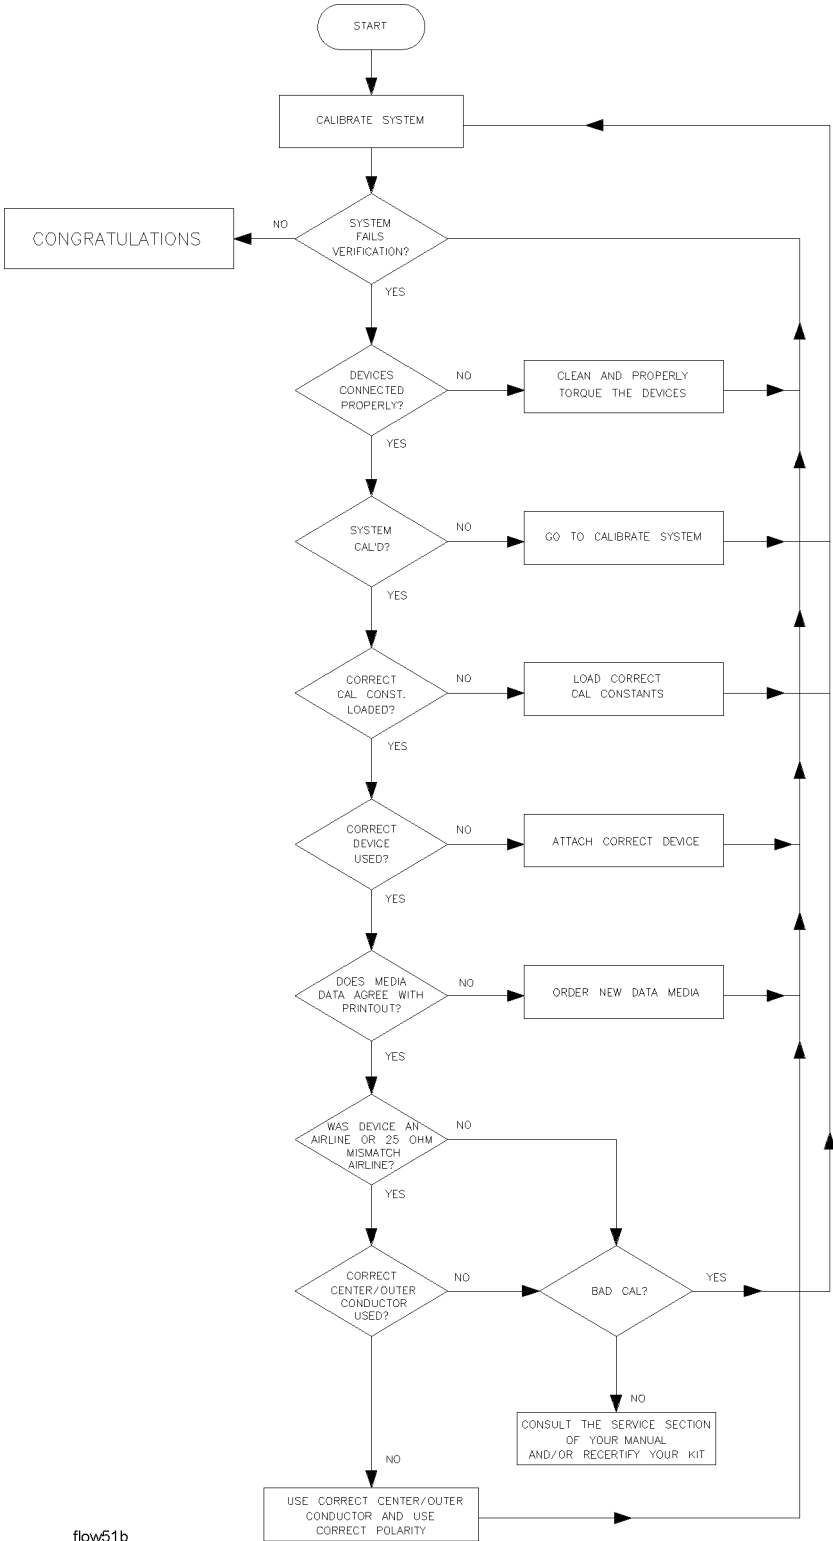 START
CALIBRATE SYSTEM
SYSTEM
FAILS
VERIFICATION?
NO
CONGRATULATIONS
YES
DEVICES
CONNECTED
PROPERLY?
NO
CLEAN AND PROPERLY
TORQUE THE DEVICES
YES
SYSTEM
CAL'D?
NO
GO TO CALIBRATE SYSTEM
YES
CORRECT
CAL CONST.
LOADED?
NO
LOAD CORRECT
CAL CONSTANTS
YES
CORRECT
DEVICE
USED?
NO
ATTACH CORRECT DEVICE
YES
DOES MEDIA
DATA AGREE WITH
PRINTOUT?
NO
ORDER NEW DATA MEDIA
YES
WAS DEVICE AN
AIRLINE OR 25 OHM
MISMATCH
AIRLINE?
NO
YES
CORRECT
CENTER/OUTER
CONDUCTOR
USED?
NO
BAD CAL?
YES
NO
CONSULT THE SERVICE SECTION
OF YOUR MANUAL
AND/OR RECERTIFY YOUR KIT
NO
USE CORRECT CENTER/OUTER
CONDUCTOR AND USE
CORRECT POLARITY
flow51b